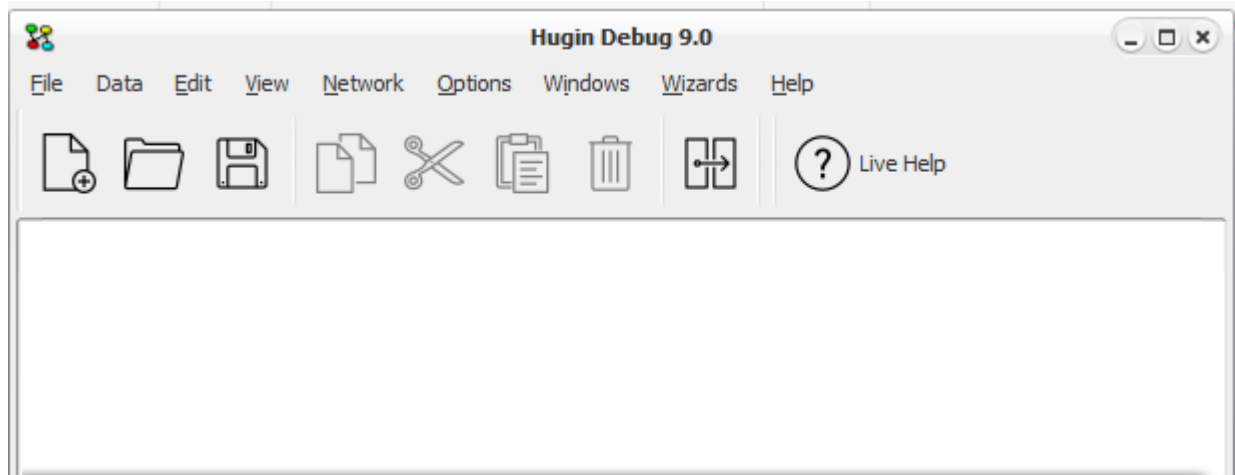 Hugin Debug 9.0
File Data Edit View Network Options Windows Wizards Help
? Live Help